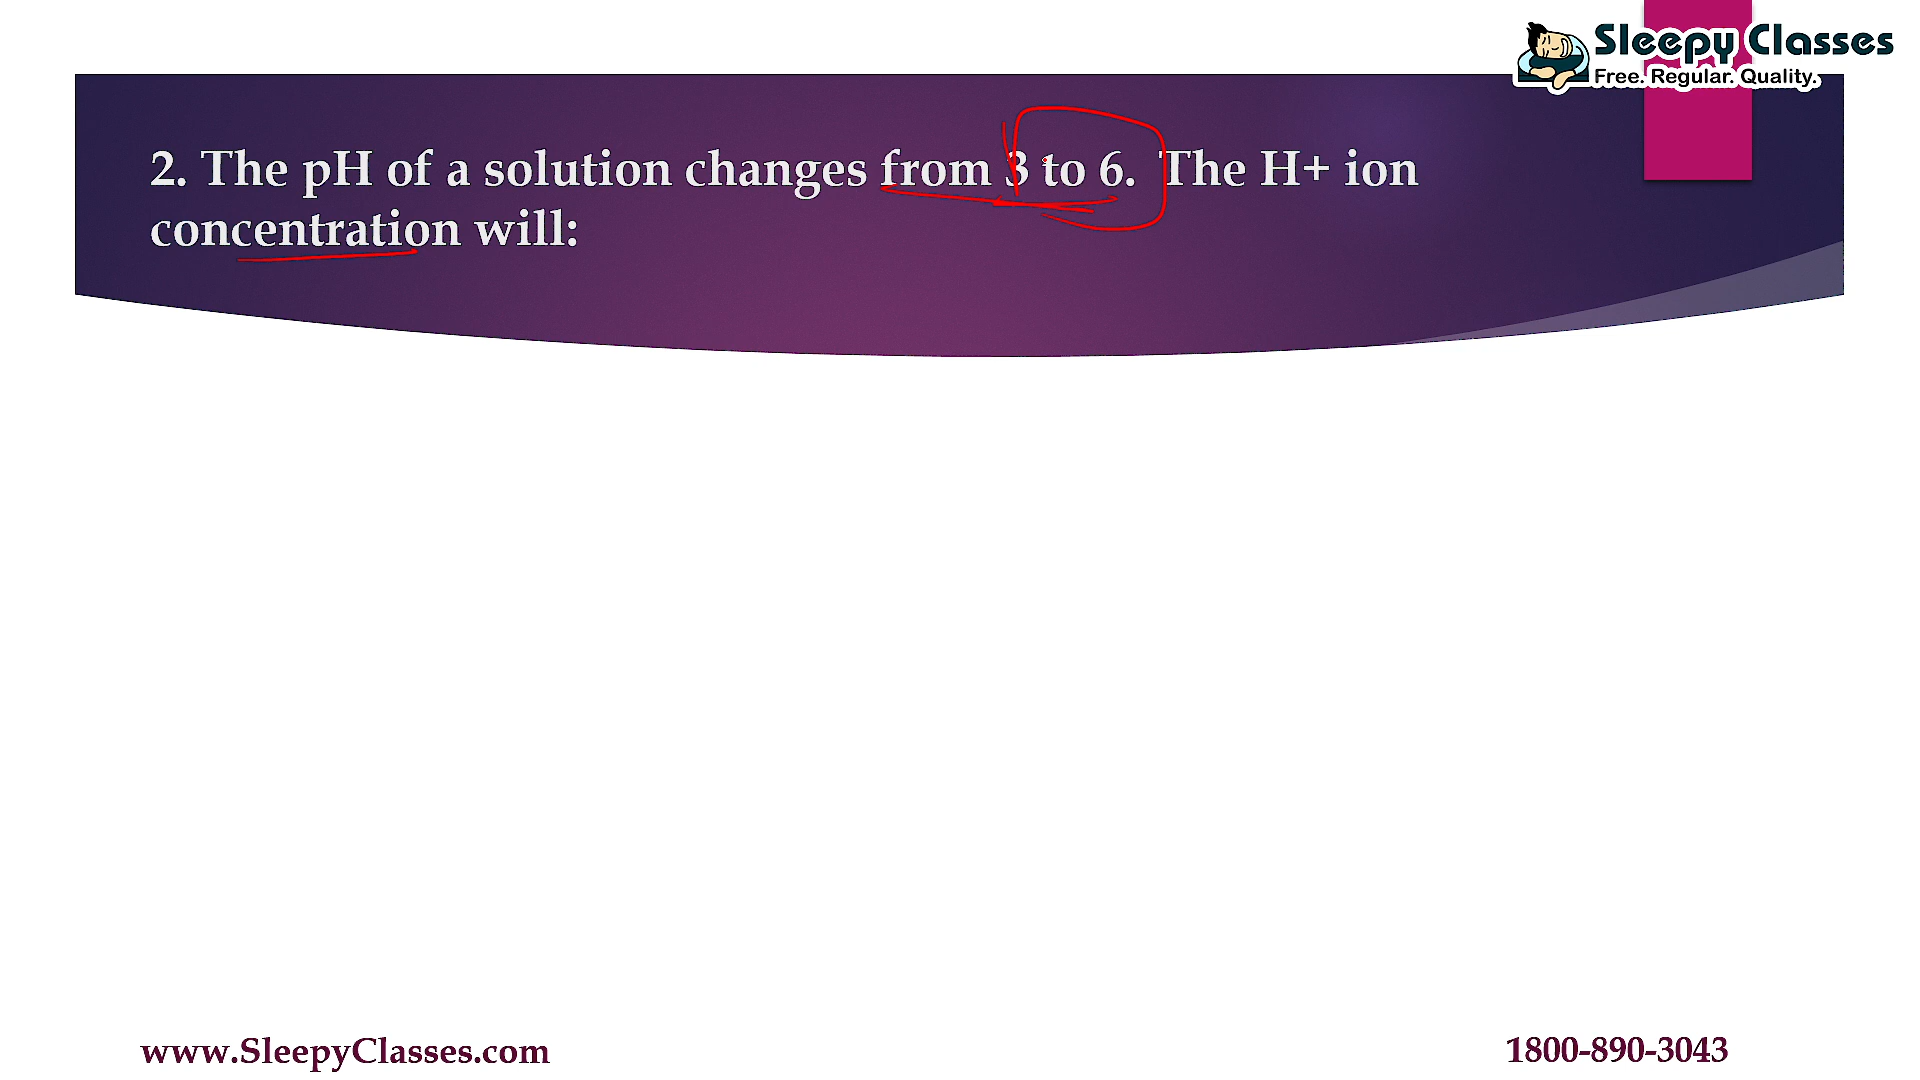 Sleepy Classes
Free. Regular. Quality.
2. The pH of a solution changes from 3 to 6. The H+ ion
concentration will:
www.SleepyClasses.com
1800-890-3043